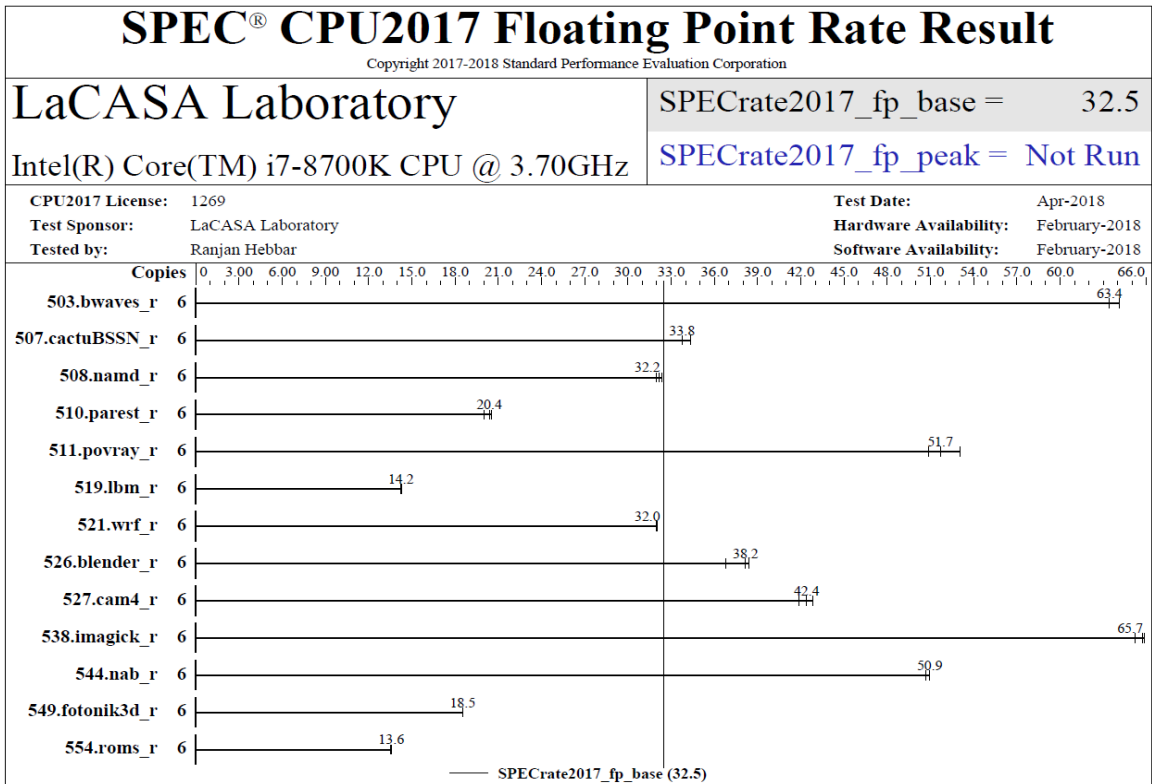 SPEC® CPU2017 Floating Point Rate Result
Copyright 2017-2018 Standard Performance Evaluation Corporation
LaCASA Laboratory
Intel(R) Core(TM) i7-8700K CPU @ 3.70GHz
SPECrate2017_fp_base = 32.5
SPECrate2017_fp_peak = Not Run
CPU2017 License: 1269
Test Sponsor: LaCASA Laboratory
Tested by: Ranjan Hebbar
Test Date: Apr-2018
Hardware Availability: February-2018
Software Availability: February-2018
Copies 0 3.00 6.00 9.00 12.0 15.0 18.0 21.0 24.0 27.0 30.0 33.0 36.0 39.0 42.0 45.0 48.0 51.0 54.0 57.0 60.0 66.0
503.bwaves_r 6 63.4
507.cactuBSSN_r 6 33.8
508.namd_r 6 32.2
510.parest_r 6 20.4
511.povray_r 6 51.7
519.lbm_r 6 14.2
521.wrf_r 6 32.0
526.blender_r 6 38.2
527.cam4_r 6 42.4
538.imagick_r 6 65.7
544.nab_r 6 50.9
549.fotonik3d_r 6 18.5
554.roms_r 6 13.6
SPECrate2017_fp_base (32.5)